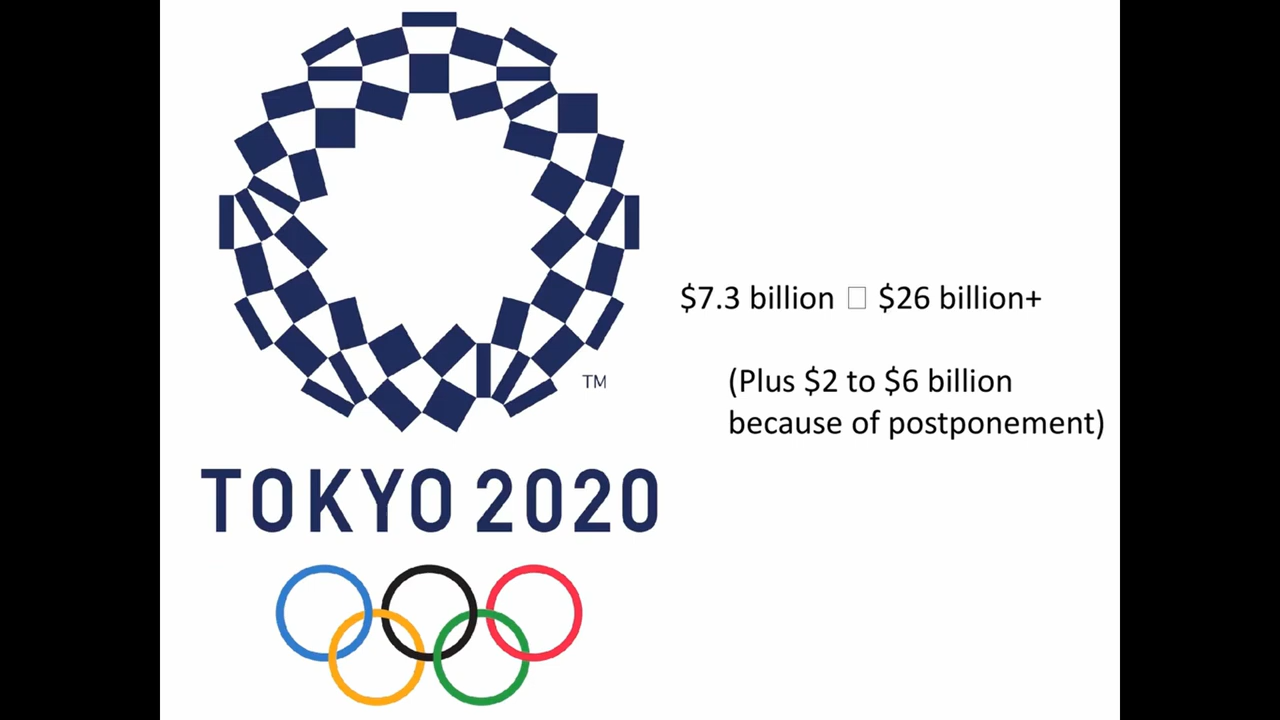 $7.3 billion □ $26 billion+
(Plus $2 to $6 billion
because of postponement)
TM
TOKYO 2020